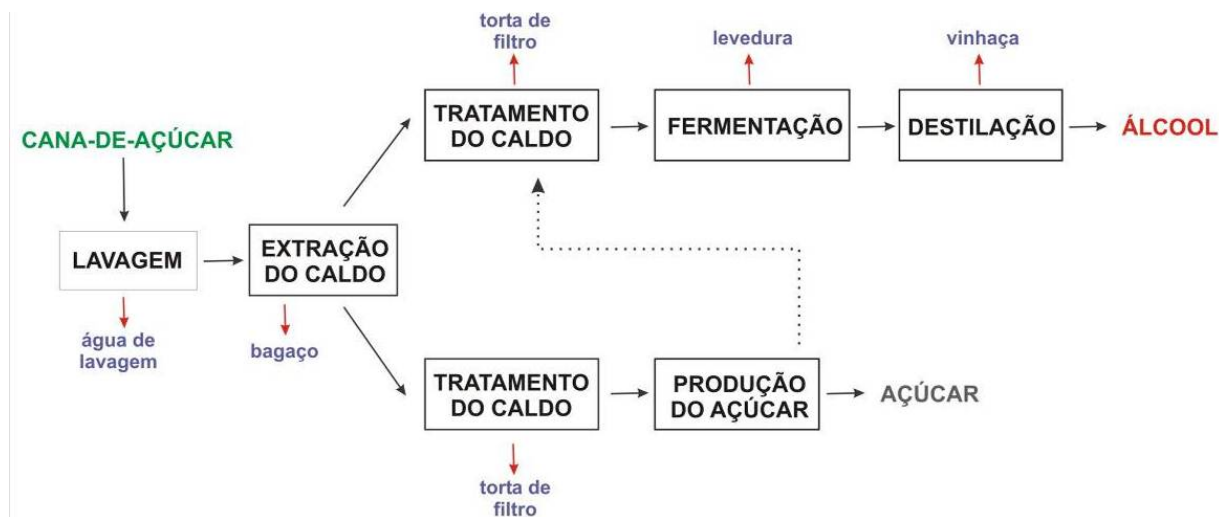 torta de
filtro
levedura
vinhaça
TRATAMENTO
DO CALDO
FERMENTAÇÃO
DESTILAÇÃO
ÁLCOOL
CANA-DE-AÇÚCAR
LAVAGEM
EXTRAÇÃO
DO CALDO
água de
lavagem
bagaço
TRATAMENTO
DO CALDO
PRODUÇÃO
DO AÇÚCAR
AÇÚCAR
torta de
filtro